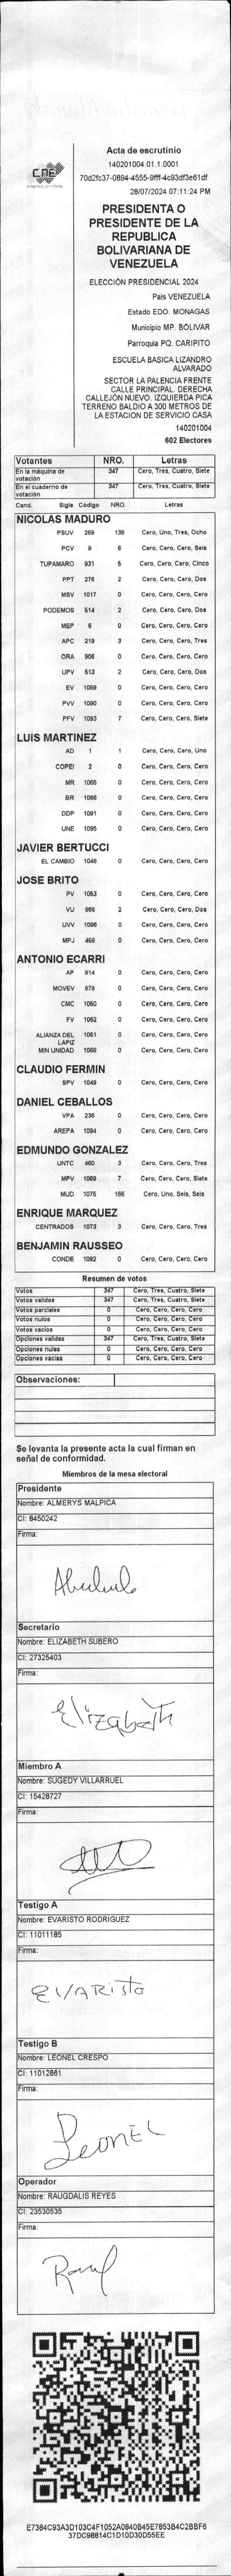 CNE
Acta de escrutinio
140201004.01.1.0001
70d2fc37-0894-4555-9fff-4c93df3e61df
28/07/2024 07:11:24 PM
PRESIDENTA O
PRESIDENTE DE LA
REPUBLICA
BOLIVARIANA DE
VENEZUELA
ELECCIÓN PRESIDENCIAL 2024
Pais VENEZUELA
Estado EDO. MONAGAS
Municipio MP. BOLIVAR
Parroquia PQ. CARIPITO
ESCUELA BASICA LIZANDRO
ALVARADO
SECTOR LA PALENCIA FRENTE
CALLE PRINCIPAL. DERECHA
CALLEJÓN NUEVO. IZQUIERDA PICA
TERRENO BALDIO A 300 METROS DE
LA ESTACION DE SERVICIO CASA
140201004
602 Electores
Votantes NRO. Letras
En la máquina de votación 347 Cero, Tres, Cuatro, Siete
En el cuaderno de votación 347 Cero, Tres, Cuatro, Siete
Cand. Sigla Código NRO. Letras
NICOLAS MADURO
PSUV 269 138 Cero, Uno, Tres, Ocho
PCV 9 6 Cero, Cero, Cero, Seis
TUPAMARO 931 5 Cero, Cero, Cero, Cinco
PPT 276 2 Cero, Cero, Cero, Dos
MSV 1017 0 Cero, Cero, Cero, Cero
PODEMOS 514 2 Cero, Cero, Cero, Dos
MEP 6 0 Cero, Cero, Cero, Cero
APC 219 3 Cero, Cero, Cero, Tres
ORA 906 0 Cero, Cero, Cero, Cero
UPV 513 2 Cero, Cero, Cero, Dos
EV 1089 0 Cero, Cero, Cero, Cero
PVV 1090 0 Cero, Cero, Cero, Cero
PFV 1093 7 Cero, Cero, Cero, Siete
LUIS MARTINEZ
AD 1 1 Cero, Cero, Cero, Uno
COPEI 2 0 Cero, Cero, Cero, Cero
MR 1065 0 Cero, Cero, Cero, Cero
BR 1066 0 Cero, Cero, Cero, Cero
DDP 1091 0 Cero, Cero, Cero, Cero
UNE 1095 0 Cero, Cero, Cero, Cero
JAVIER BERTUCCI
EL CAMBIO 1048 0 Cero, Cero, Cero, Cero
JOSE BRITO
PV 1053 0 Cero, Cero, Cero, Cero
VU 969 2 Cero, Cero, Cero, Dos
UVV 1096 0 Cero, Cero, Cero, Cero
MPJ 458 0 Cero, Cero, Cero, Cero
ANTONIO ECARRI
AP 814 0 Cero, Cero, Cero, Cero
MOVEV 879 0 Cero, Cero, Cero, Cero
CMC 1050 0 Cero, Cero, Cero, Cero
FV 1062 0 Cero, Cero, Cero, Cero
ALIANZA DEL LAPIZ 1051 0 Cero, Cero, Cero, Cero
MIN UNIDAD 1068 0 Cero, Cero, Cero, Cero
CLAUDIO FERMIN
SPV 1049 0 Cero, Cero, Cero, Cero
DANIEL CEBALLOS
VPA 236 0 Cero, Cero, Cero, Cero
AREPA 1094 0 Cero, Cero, Cero, Cero
EDMUNDO GONZALEZ
UNTC 460 3 Cero, Cero, Cero, Tres
MPV 1069 7 Cero, Cero, Cero, Siete
MUD 1075 166 Cero, Uno, Seis, Seis
ENRIQUE MARQUEZ
CENTRADOS 1073 3 Cero, Cero, Cero, Tres
BENJAMIN RAUSSEO
CONDE 1092 0 Cero, Cero, Cero, Cero
Resumen de votos
Votos 347 Cero, Tres, Cuatro, Siete
Votos validos 347 Cero, Tres, Cuatro, Siete
Votos parciales 0 Cero, Cero, Cero, Cero
Votos nulos 0 Cero, Cero, Cero, Cero
Votos vacios 0 Cero, Cero, Cero, Cero
Opciones validas 347 Cero, Tres, Cuatro, Siete
Opciones nulas 0 Cero, Cero, Cero, Cero
Opciones vacias 0 Cero, Cero, Cero, Cero
Observaciones:
Se levanta la presente acta la cual firman en
señal de conformidad.
Miembros de la mesa electoral
Presidente
Nombre: ALMERYS MALPICA
CI: 8450242
Firma:
Secretario
Nombre: ELIZABETH SUBERO
CI: 27325403
Firma:
Elizabeth
Miembro A
Nombre: SUGEDY VILLARRUEL
CI: 15428727
Firma:
Testigo A
Nombre: EVARISTO RODRIGUEZ
CI: 11011185
Firma:
EVARisto
Testigo B
Nombre: LEONEL CRESPO
CI: 11012861
Firma:
LeonEL
Operador
Nombre: RAUGDALIS REYES
CI: 23530535
Firma:
E7384C93A3D103C4F1052A0840B45E7853B4C2BBF6
37DC98814C1D10D30D55EE